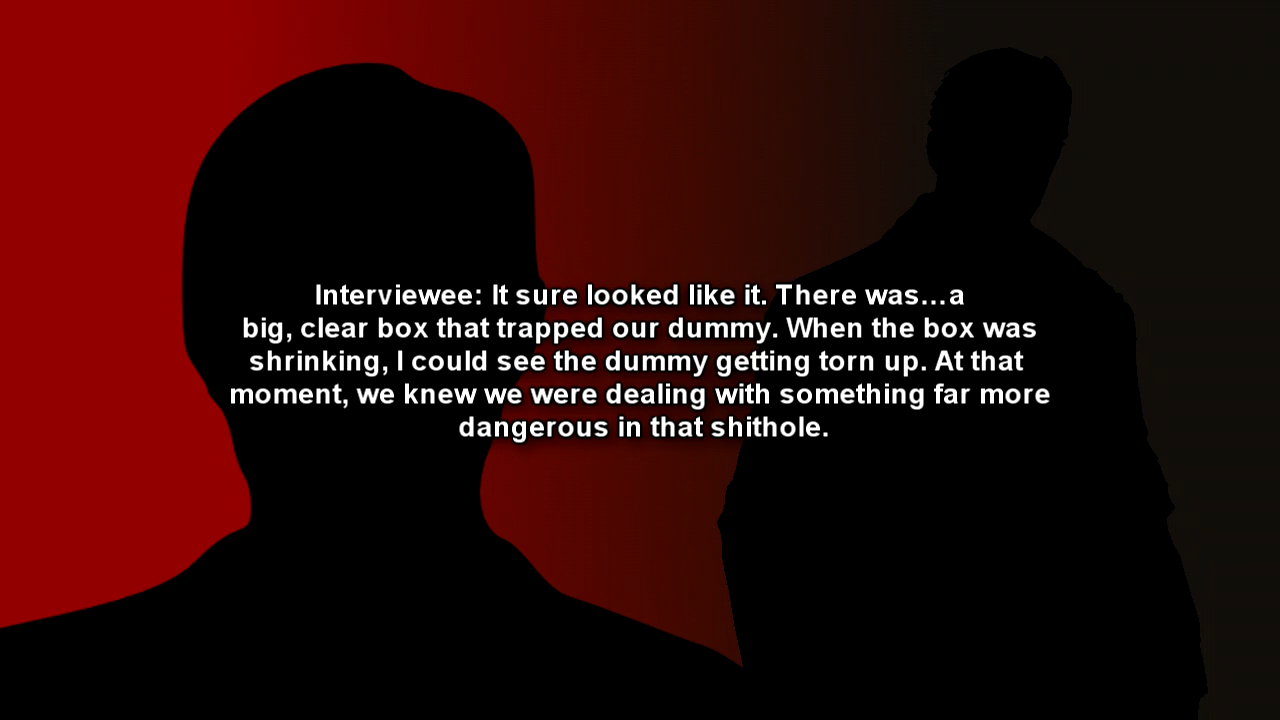 Interviewee: It sure looked like it. There was...a
big, clear box that trapped our dummy. When the box was
shrinking, I could see the dummy getting torn up. At that
moment, we knew we were dealing with something far more
dangerous in that shithole.